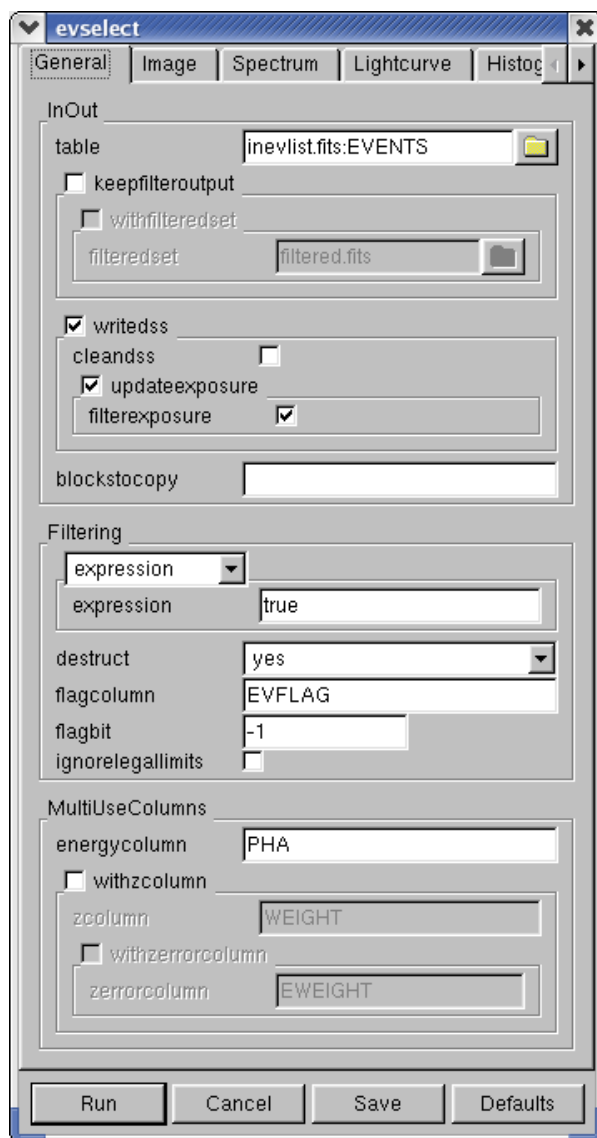 evselect
General Image Spectrum Lightcurve Histog
InOut
table inevlist.fits:EVENTS
keepfilteroutput
withfilteredset
filteredset filtered.fits
writedss
cleandss
updateexposure
filterexposure
blockstocopy
Filtering
expression
expression true
destruct yes
flagcolumn EVFLAG
flagbit -1
ignorelegallimits
MultiUseColumns
energycolumn PHA
withzcolumn
zcolumn WEIGHT
withzerrorcolumn
zerrorcolumn EWEIGHT
Run Cancel Save Defaults